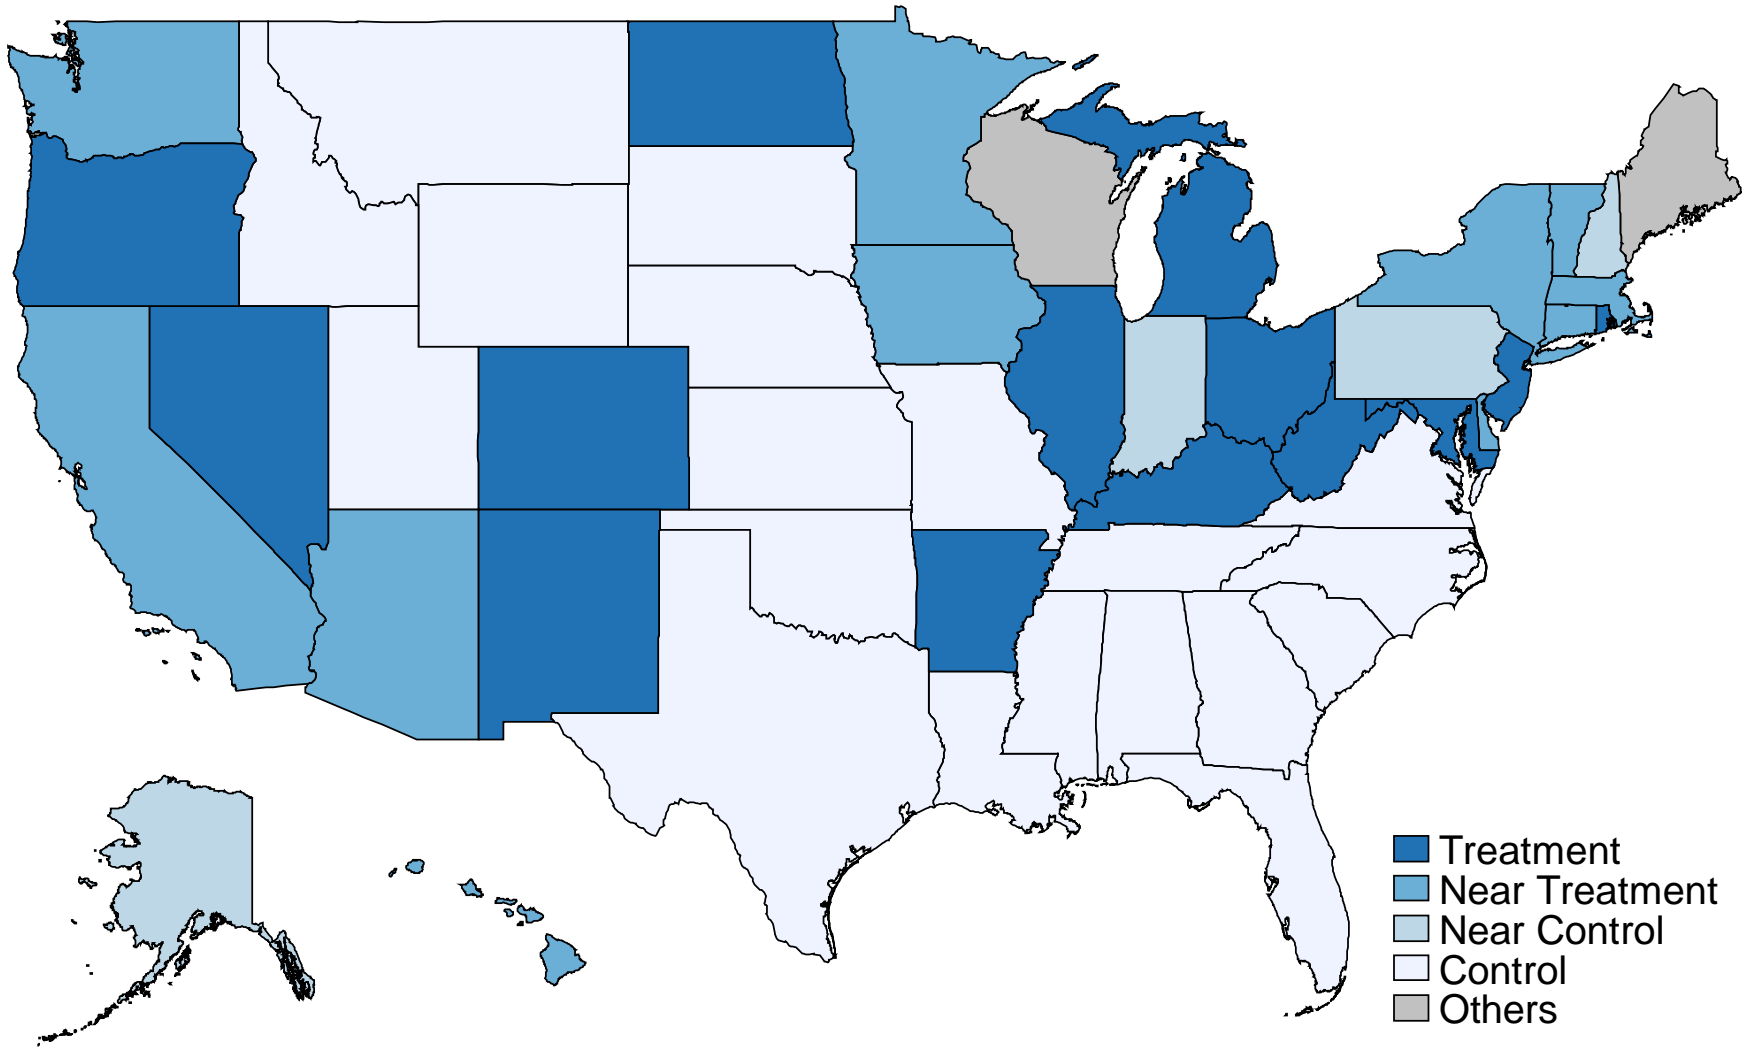 Treatment
Near Treatment
Near Control
Control
Others